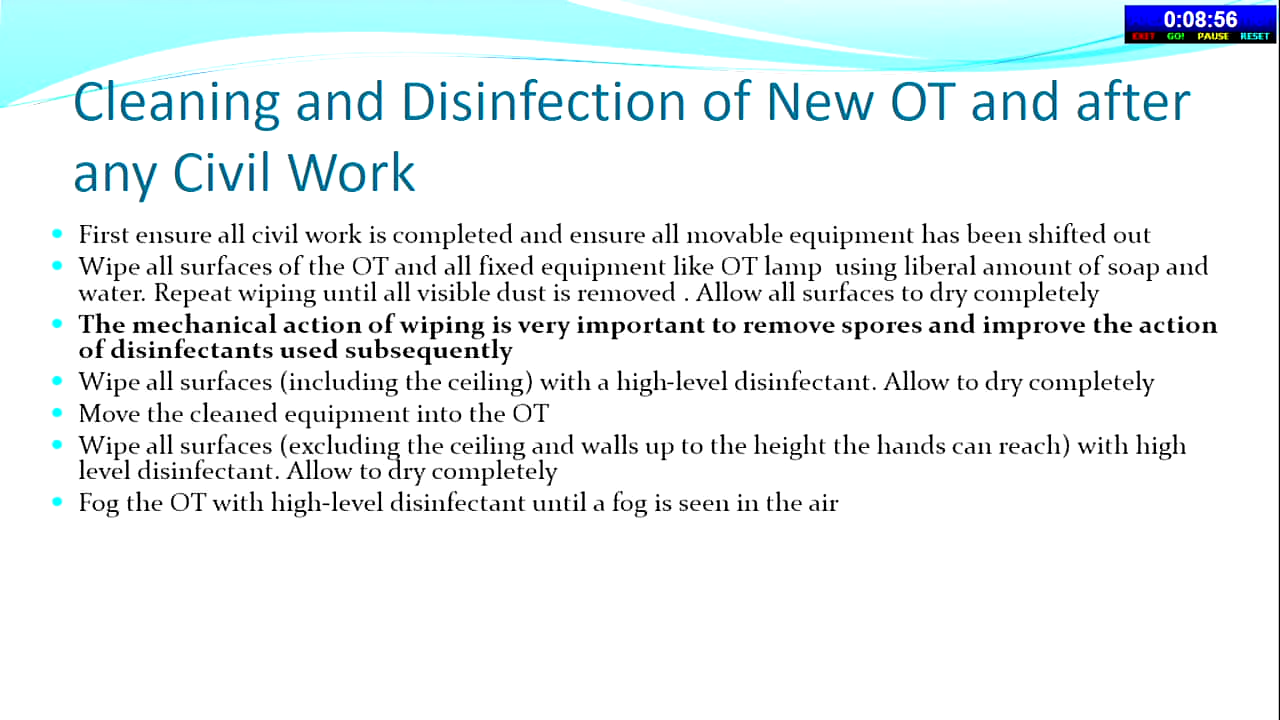 0:08:56
EXIT GO! PAUSE RESET
Cleaning and Disinfection of New OT and after
any Civil Work
First ensure all civil work is completed and ensure all movable equipment has been shifted out
Wipe all surfaces of the OT and all fixed equipment like OT lamp using liberal amount of soap and
water. Repeat wiping until all visible dust is removed . Allow all surfaces to dry completely
The mechanical action of wiping is very important to remove spores and improve the action
of disinfectants used subsequently
Wipe all surfaces (including the ceiling) with a high-level disinfectant. Allow to dry completely
Move the cleaned equipment into the OT
Wipe all surfaces (excluding the ceiling and walls up to the height the hands can reach) with high
level disinfectant. Allow to dry completely
Fog the OT with high-level disinfectant until a fog is seen in the air